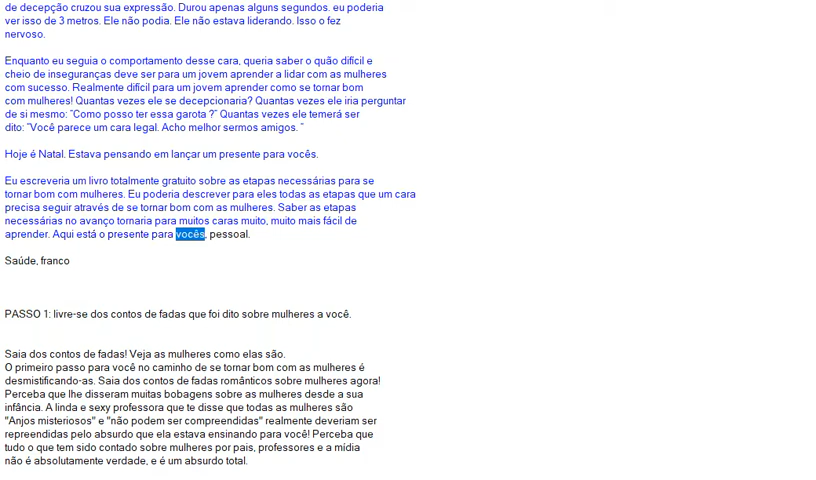 de decepção cruzou sua expressão. Durou apenas alguns segundos. eu poderia
ver isso de 3 metros. Ele não podia. Ele não estava liderando. Isso o fez
nervoso.
Enquanto eu seguia o comportamento desse cara, queria saber o quão difícil e
cheio de inseguranças deve ser para um jovem aprender a lidar com as mulheres
com sucesso. Realmente difícil para um jovem aprender como se tornar bom
com mulheres! Quantas vezes ele se decepcionaria? Quantas vezes ele iria perguntar
de si mesmo: "Como posso ter essa garota ?" Quantas vezes ele temerá ser
dito: "Você parece um cara legal. Acho melhor sermos amigos. "
Hoje é Natal. Estava pensando em lançar um presente para vocês.
Eu escreveria um livro totalmente gratuito sobre as etapas necessárias para se
tornar bom com mulheres. Eu poderia descrever para eles todas as etapas que um cara
precisa seguir através de se tornar bom com as mulheres. Saber as etapas
necessárias no avanço tornaria para muitos caras muito, muito mais fácil de
aprender. Aqui está o presente para vocês, pessoal.
Saúde, franco
PASSO 1: livre-se dos contos de fadas que foi dito sobre mulheres a você.
Saia dos contos de fadas! Veja as mulheres como elas são.
O primeiro passo para você no caminho de se tornar bom com as mulheres é
desmistificando-as. Saia dos contos de fadas românticos sobre mulheres agora!
Perceba que lhe disseram muitas bobagens sobre as mulheres desde a sua
infância. A linda e sexy professora que te disse que todas as mulheres são
"Anjos misteriosos" e "não podem ser compreendidas" realmente deveriam ser
repreendidas pelo absurdo que ela estava ensinando para você! Perceba que
tudo o que tem sido contado sobre mulheres por pais, professores e a mídia
não é absolutamente verdade, e é um absurdo total.